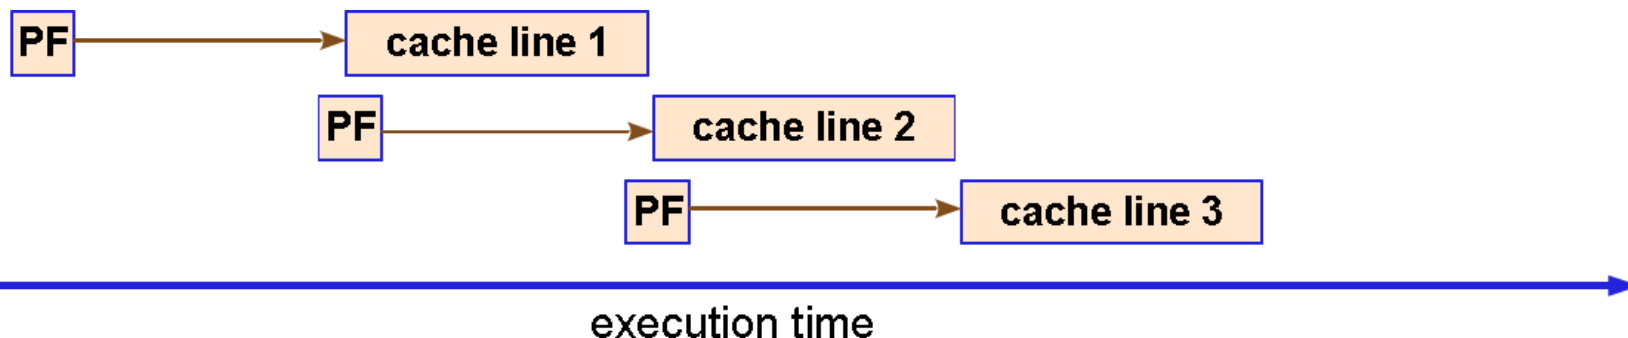 PF cache line 1
PF cache line 2
PF cache line 3
execution time